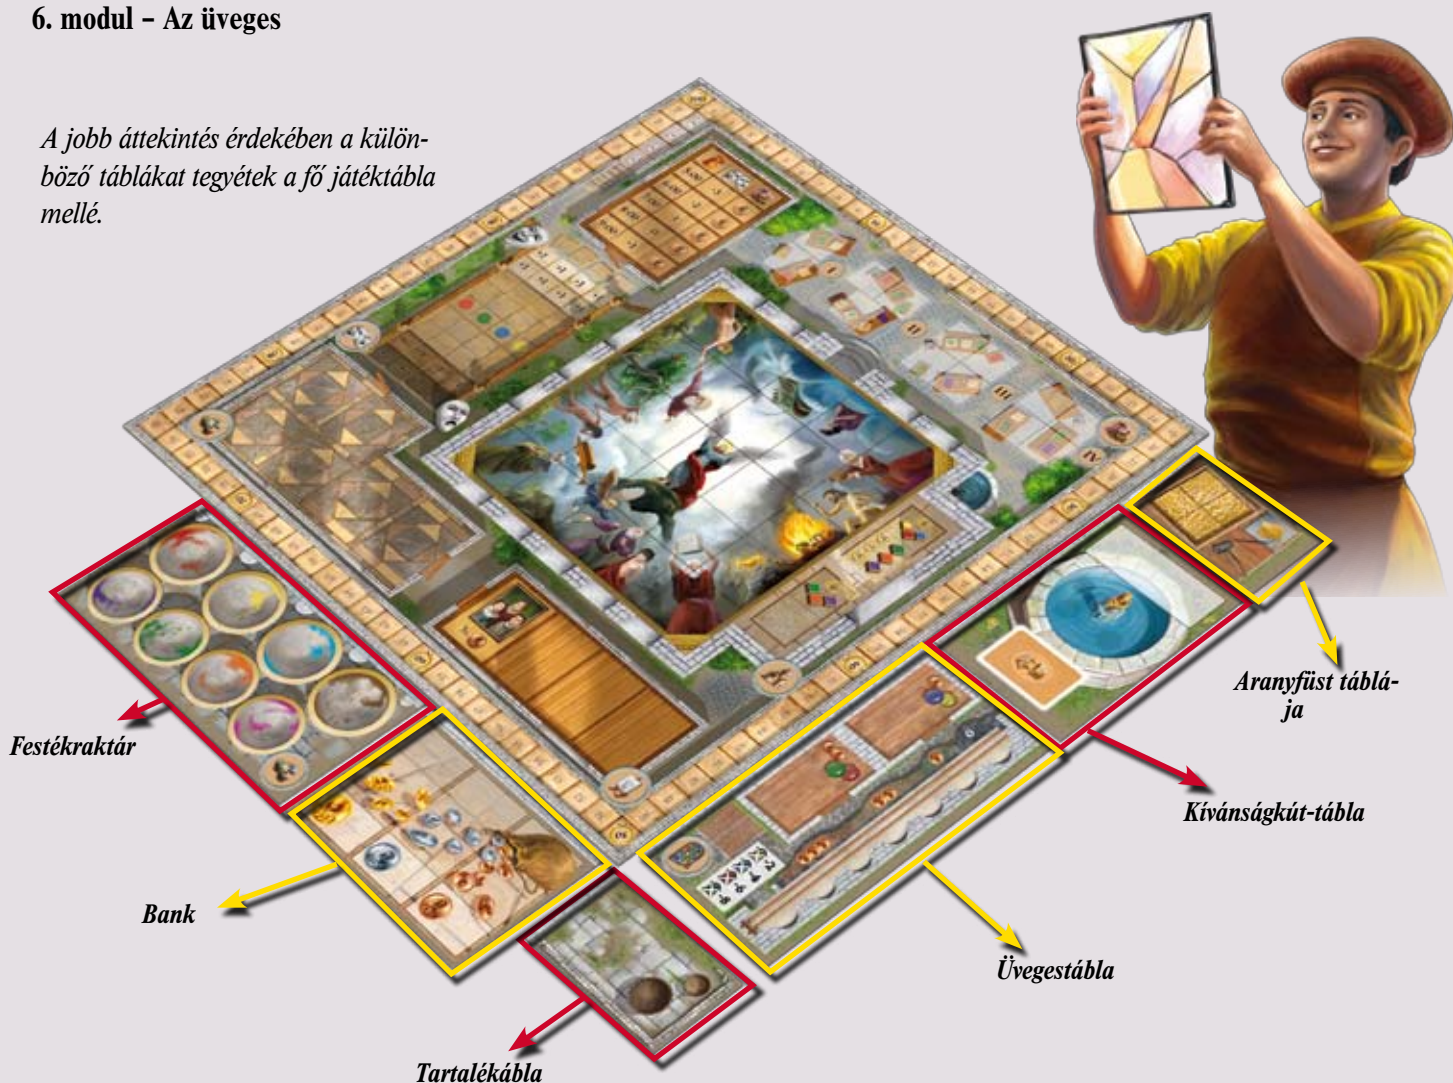 6. modul – Az üveges
A jobb áttekintés érdekében a külön-
böző táblákat tegyétek a fő játéktábla
mellé.
Aranyfüst táblá-
ja
Festékraktár
Kívánságkút-tábla
Bank
Üvegestábla
Tartalékábla